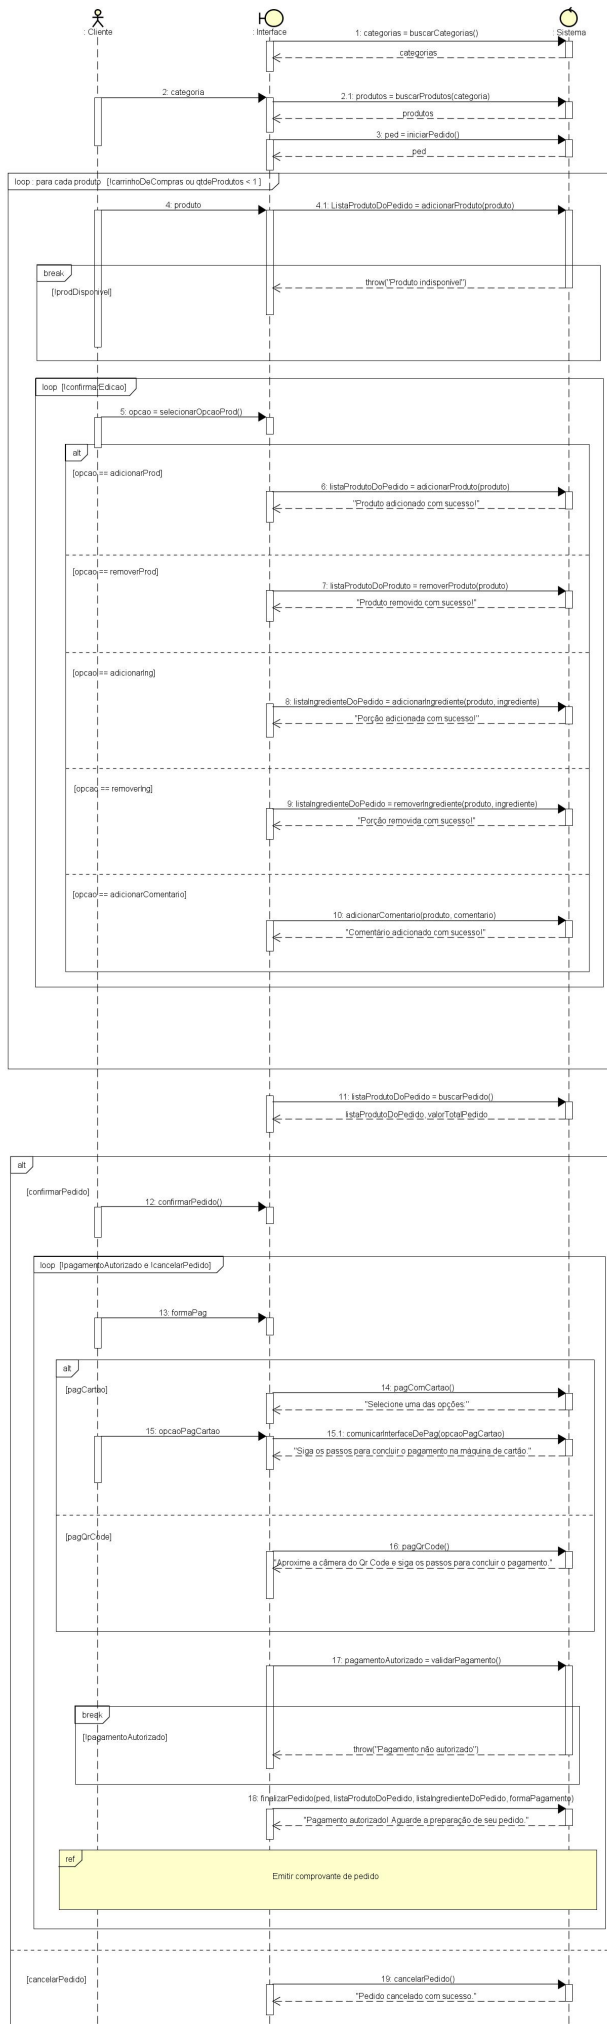 : Cliente
: Interface
: Sistema
1: categorias = buscarCategorias()
categorias
2: categoria
2.1: produtos = buscarProdutos(categoria)
produtos
3: ped = iniciarPedido()
ped
loop : para cada produto [!carrinhoDeCompras ou qtdeProdutos < 1 ]
4: produto
4.1: ListaProdutoDoPedido = adicionarProduto(produto)
break
throw("Produto indisponível")
[!prodDisponivel]
loop [!confirmarEdicao]
5: opcao = selecionarOpcaoProd()
alt
[opcao == adicionarProd]
6: listaProdutoDoPedido = adicionarProduto(produto)
"Produto adicionado com sucesso!"
[opcao == removerProd]
7: listaProdutoDoProduto = removerProduto(produto)
"Produto removido com sucesso!"
[opcao == adicionarIng]
8: listaIngredienteDoPedido = adicionarIngrediente(produto, ingrediente)
"Porção adicionada com sucesso!"
[opcao == removerIng]
9: listaIngredienteDoPedido = removerIngrediente(produto, ingrediente)
"Porção removida com sucesso!"
[opcao == adicionarComentario]
10: adicionarComentario(produto, comentario)
"Comentário adicionado com sucesso!"
11: listaProdutoDoPedido = buscarPedido()
listaProdutoDoPedido, valorTotalPedido
alt
[confirmarPedido]
12: confirmarPedido()
loop [!pagamentoAutorizado e !cancelarPedido]
13: formaPag
alt
[pagCartao]
14: pagComCartao()
"Selecione uma das opções:"
15: opcaoPagCartao
15.1: comunicarInterfaceDePag(opcaoPagCartao)
"Siga os passos para concluir o pagamento na máquina de cartão."
[pagQrCode]
16: pagQrCode()
"Aproxime a câmera do Qr Code e siga os passos para concluir o pagamento."
17: pagamentoAutorizado = validarPagamento()
break
[!pagamentoAutorizado]
throw("Pagamento não autorizado")
18: finalizarPedido(ped, listaProdutoDoPedido, listaIngredienteDoPedido, formaPagamento)
"Pagamento autorizado! Aguarde a preparação de seu pedido."
ref
Emitir comprovante de pedido
[cancelarPedido]
19: cancelarPedido()
"Pedido cancelado com sucesso."